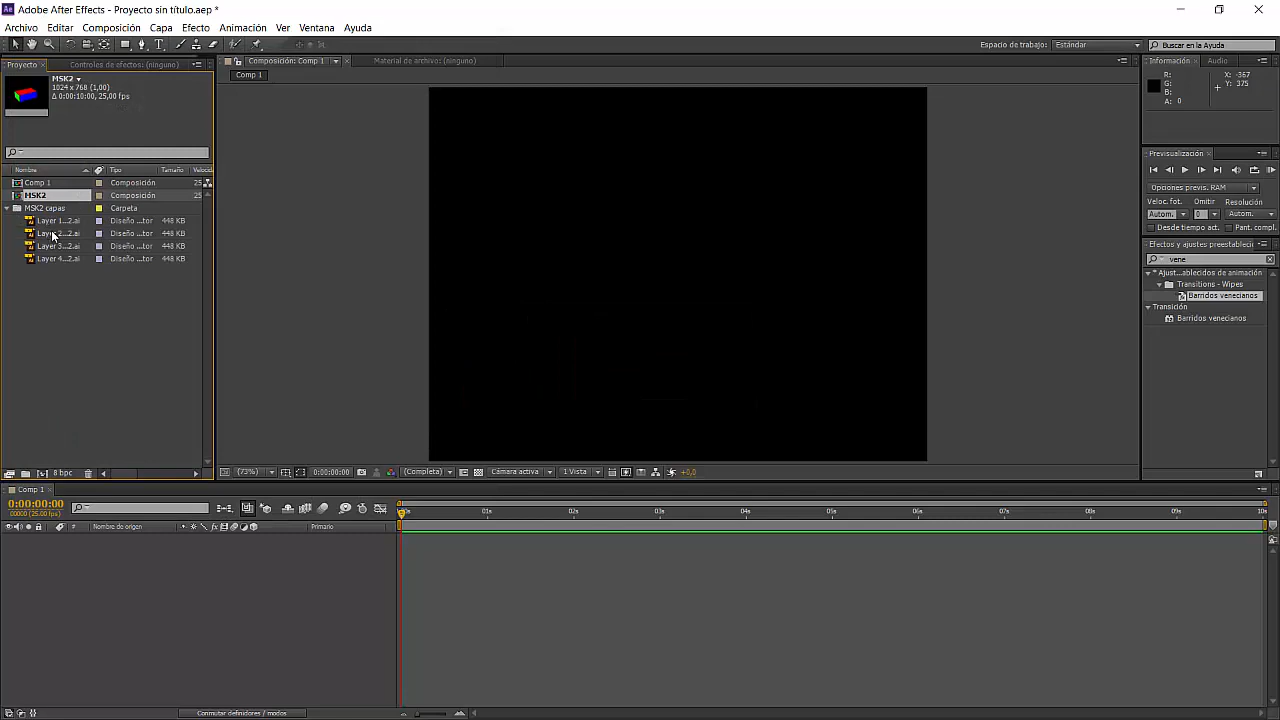 Adobe After Effects - Proyecto sin título.aep *
Archivo Editar Composición Capa Efecto Animación Ver Ventana Ayuda
Espacio de trabajo: Estándar Buscar en la Ayuda
Proyecto Controles de efectos: (ninguno)
Composición: Comp 1 Material de archivo: (ninguno)
Información Audio
Comp 1
MSK2
1024 x 768 (1,00)
Δ 0:00:10:00, 25,00 fps
R:
G:
B:
A: 0
X: -367
Y: 375
Nombre Tipo Tamaño Veloci
Comp 1 Composición 25
MSK2 Composición 25
MSK2 capas Carpeta
Layer 1...2.ai Diseño ...tor 448 KB
Layer 2...2.ai Diseño ...tor 448 KB
Layer 3...2.ai Diseño ...tor 448 KB
Layer 4...2.ai Diseño ...tor 448 KB
Previsualización
Opciones previs. RAM
Veloc. fot. Omitir Resolución
Autom. 0 Autom.
Desde tiempo act. Pant. compl.
Efectos y ajustes preestableci
vene
* Ajust...ablecidos de animación
Transitions - Wipes
Barridos venecianos
Transición
Barridos venecianos
8 bpc
(73%) 0:00:00:00 (Completa) Cámara activa 1 Vista +0,0
Comp 1
0:00:00:00
00000 (25.00 fps)
# Nombre de origen fx Primario
00s 01s 02s 03s 04s 05s 06s 07s 08s 09s 10s
Conmutar definidores / modos